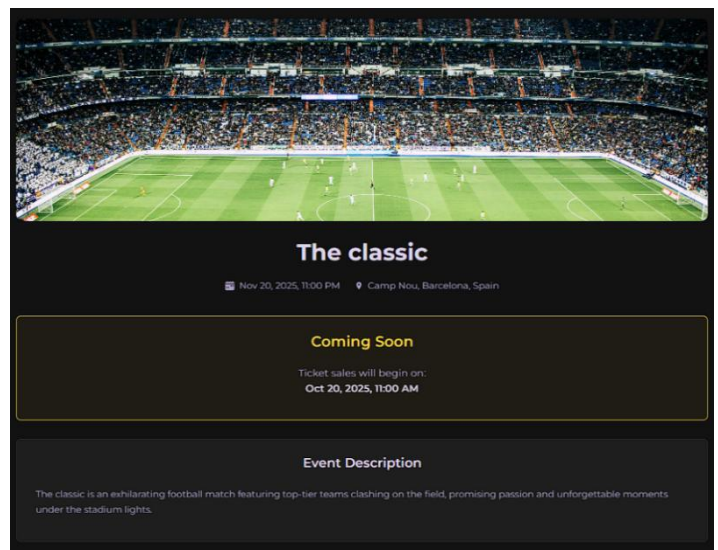 The classic
Nov 20, 2025, 11:00 PM Camp Nou, Barcelona, Spain
Coming Soon
Ticket sales will begin on:
Oct 20, 2025, 11:00 AM
Event Description
The classic is an exhilarating football match featuring top-tier teams clashing on the field, promising passion and unforgettable moments
under the stadium lights.